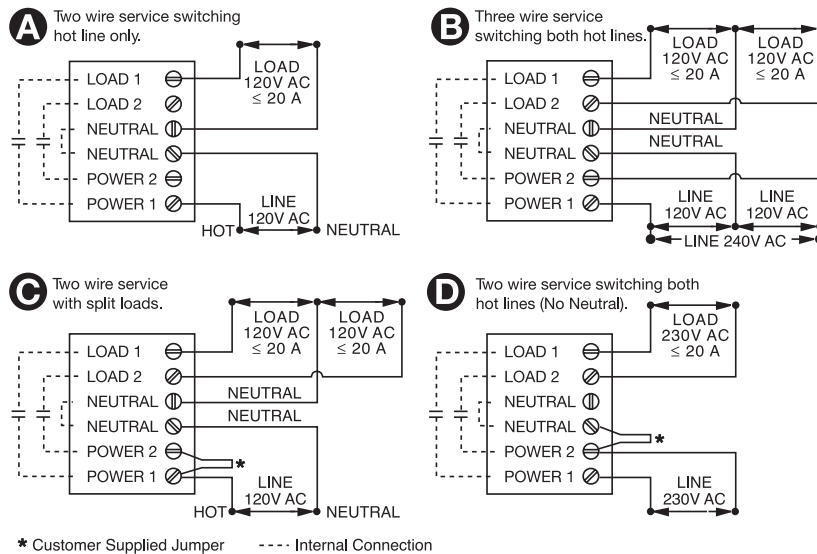 A Two wire service switching
hot line only.
LOAD 1
LOAD 2
NEUTRAL
NEUTRAL
POWER 2
POWER 1
LOAD
120V AC
≤ 20 A
LINE
120V AC
HOT
NEUTRAL
B Three wire service
switching both hot lines.
LOAD 1
LOAD 2
NEUTRAL
NEUTRAL
POWER 2
POWER 1
LOAD
120V AC
≤ 20 A
LOAD
120V AC
≤ 20 A
NEUTRAL
NEUTRAL
LINE
120V AC
LINE
120V AC
LINE 240V AC
C Two wire service
with split loads.
LOAD 1
LOAD 2
NEUTRAL
NEUTRAL
POWER 2
POWER 1
LOAD
120V AC
≤ 20 A
LOAD
120V AC
≤ 20 A
NEUTRAL
NEUTRAL
*
LINE
120V AC
HOT
NEUTRAL
D Two wire service switching both
hot lines (No Neutral).
LOAD 1
LOAD 2
NEUTRAL
NEUTRAL
POWER 2
POWER 1
LOAD
230V AC
≤ 20 A
*
LINE
230V AC
* Customer Supplied Jumper ---- Internal Connection